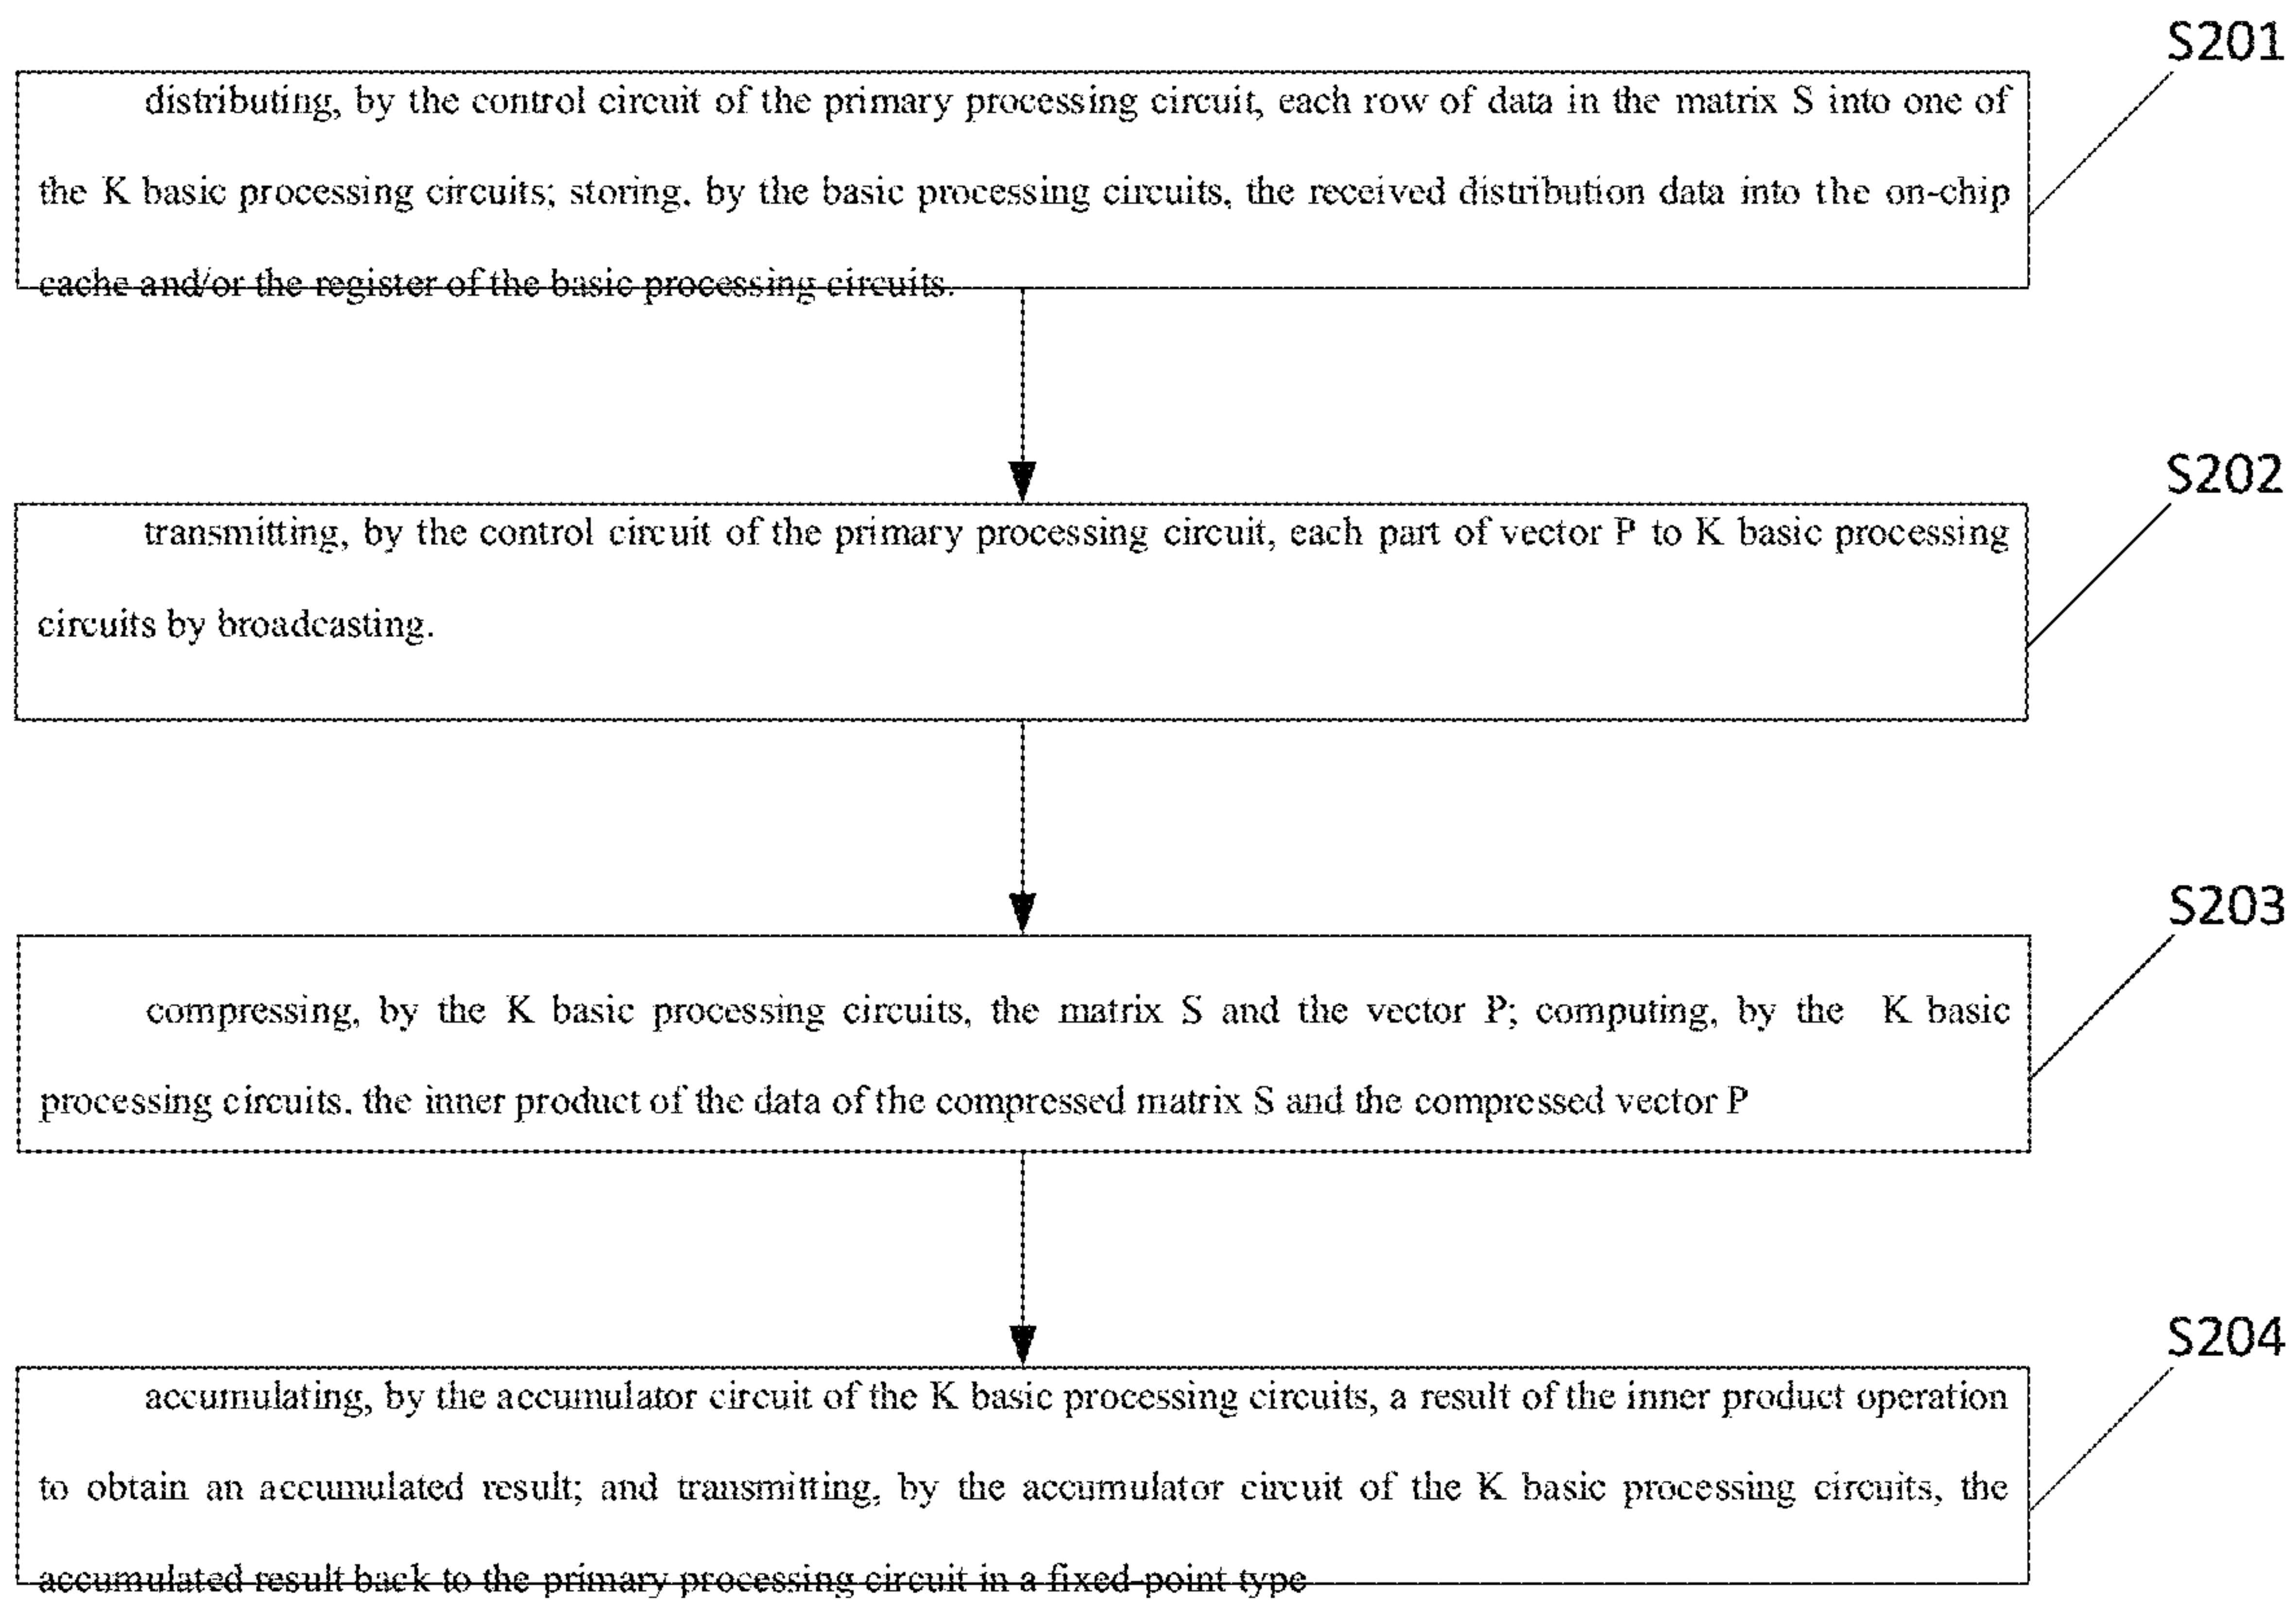 S201
distributing, by the control circuit of the primary processing circuit, each row of data in the matrix S into one of
the K basic processing circuits; storing, by the basic processing circuits, the received distribution data into the on-chip
cache and/or the register of the basic processing circuits.
S202
transmitting, by the control circuit of the primary processing circuit, each part of vector P to K basic processing
circuits by broadcasting.
S203
compressing, by the K basic processing circuits, the matrix S and the vector P; computing, by the K basic
processing circuits, the inner product of the data of the compressed matrix S and the compressed vector P
S204
accumulating, by the accumulator circuit of the K basic processing circuits, a result of the inner product operation
to obtain an accumulated result; and transmitting, by the accumulator circuit of the K basic processing circuits, the
accumulated result back to the primary processing circuit in a fixed-point type